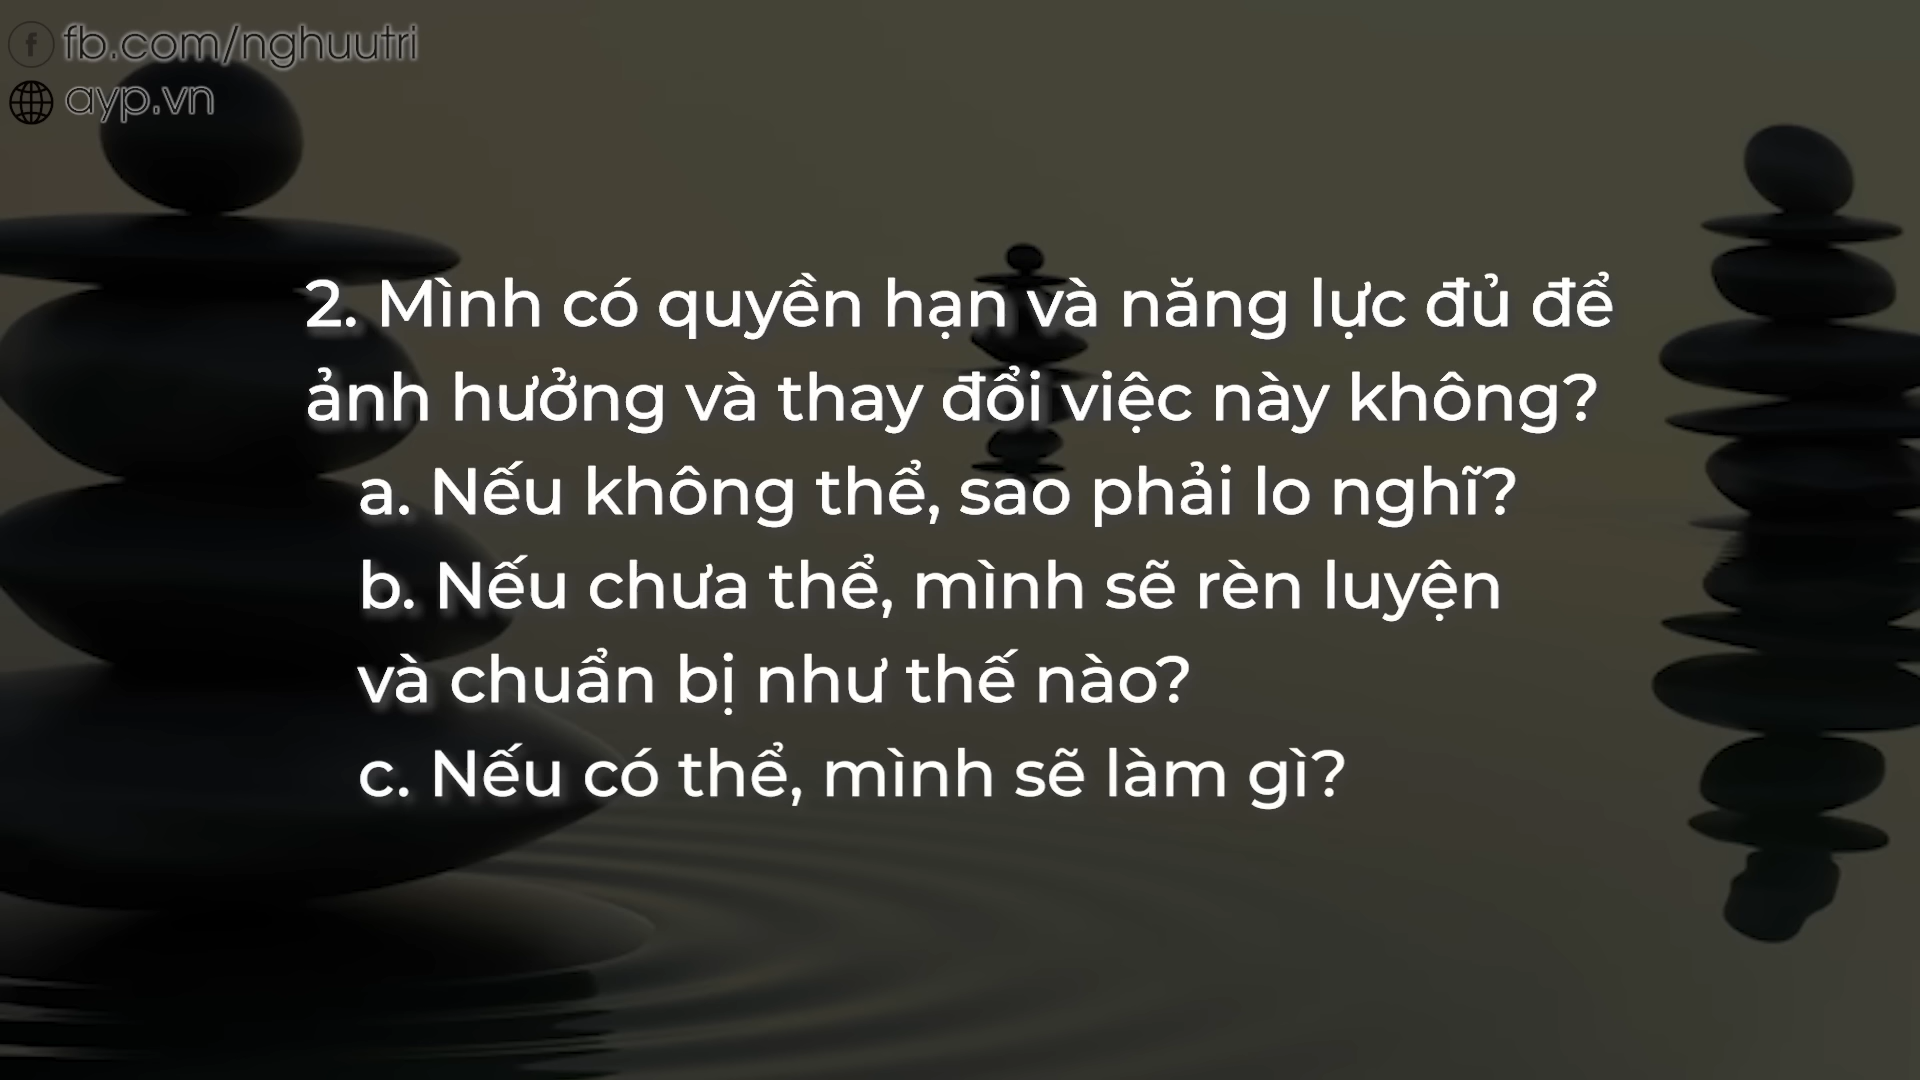 fb.com/nghuutri
ayp.vn
2. Mình có quyền hạn và năng lực đủ để
ảnh hưởng và thay đổi việc này không?
a. Nếu không thể, sao phải lo nghĩ?
b. Nếu chưa thể, mình sẽ rèn luyện
và chuẩn bị như thế nào?
c. Nếu có thể, mình sẽ làm gì?